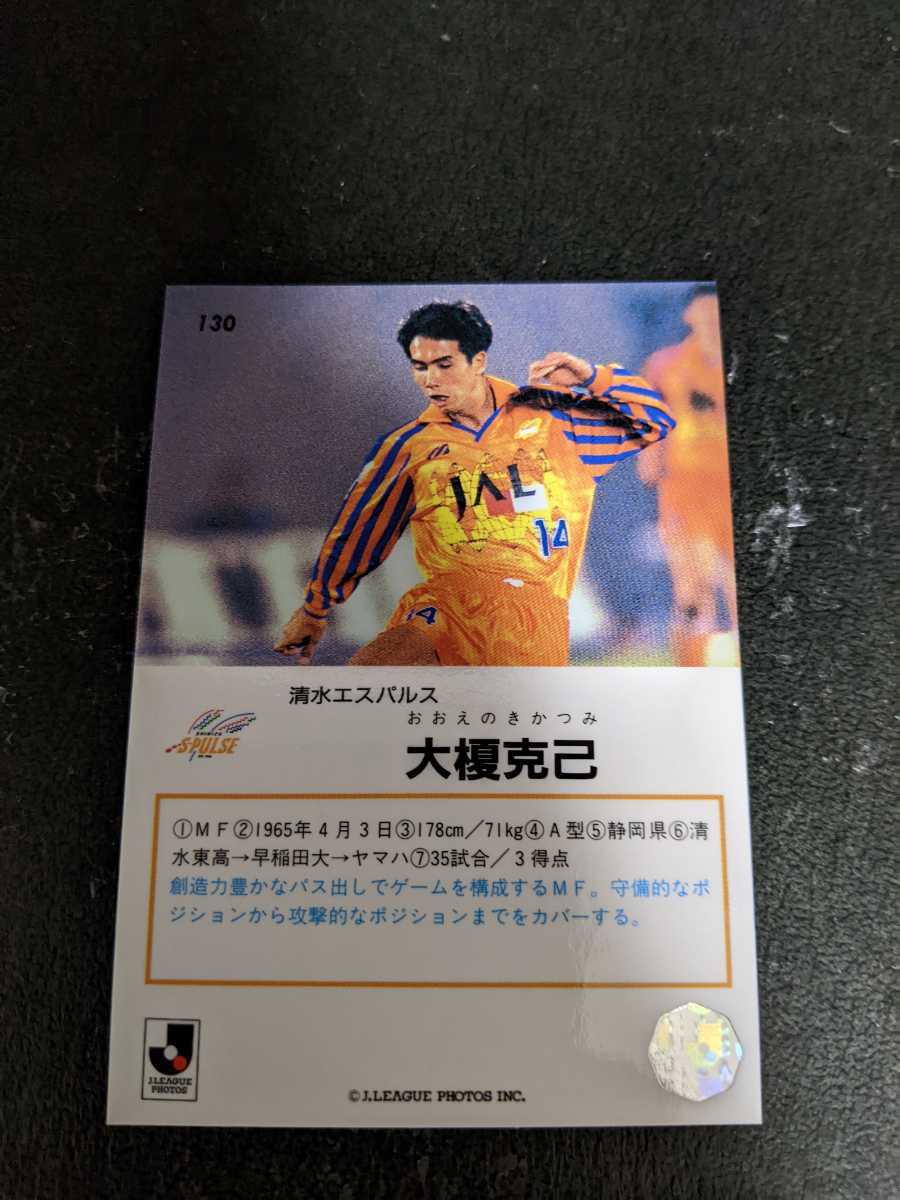 130
JAL
14
14
清水エスパルス
おおえのきかつみ
大榎克己
S-PULSE
①MF②1965年4月3日③178cm/71kg④A型⑤静岡県⑥清
水東高→早稲田大→ヤマハ⑦35試合/3得点
創造力豊かなパス出しでゲームを構成するMF。守備的なポ
ジションから攻撃的なポジションまでをカバーする。
J.LEAGUE
PHOTOS
© J.LEAGUE PHOTOS INC.